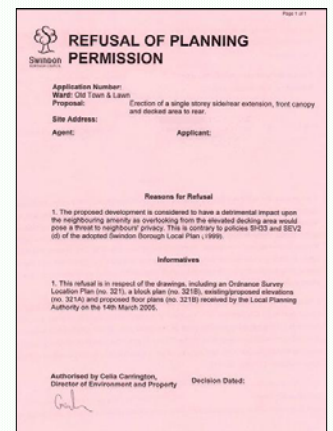 Page 1 of 1
Swindon
BOROUGH COUNCIL
REFUSAL OF PLANNING
PERMISSION
Application Number:
Ward: Old Town & Lawn
Proposal: Erection of a single storey side/rear extension, front canopy
and decked area to rear.
Site Address:
Agent: Applicant:
Reasons for Refusal
1. The proposed development is considered to have a detrimental impact upon
the neighbouring amenity as overlooking from the elevated decking area would
pose a threat to neighbours' privacy. This is contrary to policies SH33 and SEV2
(d) of the adopted Swindon Borough Local Plan (1999).
Informatives
1. This refusal is in respect of the drawings, including an Ordnance Survey
Location Plan (no. 321), a block plan (no. 321B), existing/proposed elevations
(no. 321A) and proposed floor plans (no. 321B) received by the Local Planning
Authority on the 14th March 2005.
Authorised by Celia Carrington,
Director of Environment and Property Decision Dated: